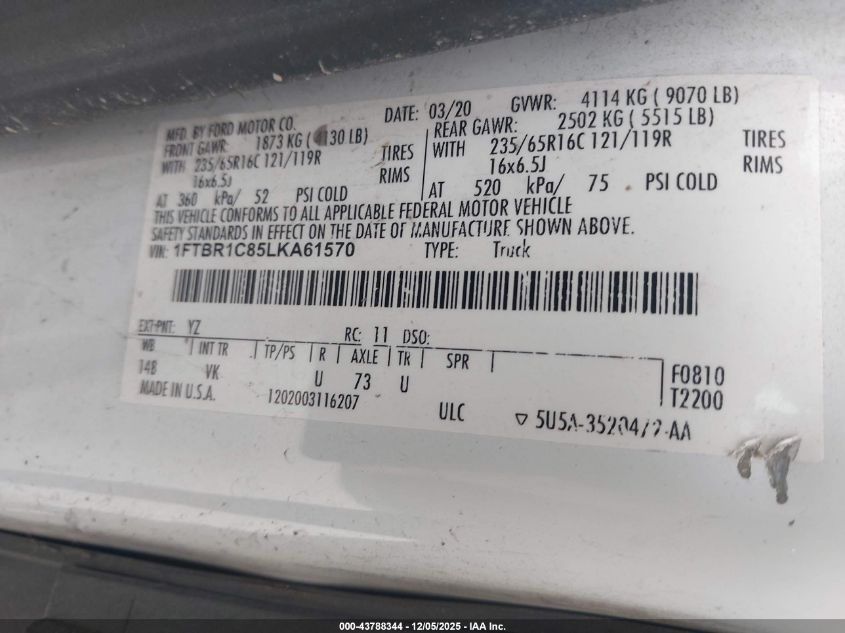 MFD. BY FORD MOTOR CO.
DATE: 03/20 GVWR: 4114 KG ( 9070 LB)
FRONT GAWR: 1873 KG ( 4130 LB)
WITH 235/65R16C 121/119R TIRES
16x6.5J RIMS
AT 360 kPa/ 52 PSI COLD
REAR GAWR: 2502 KG ( 5515 LB)
WITH 235/65R16C 121/119R TIRES
16x6.5J RIMS
AT 520 kPa/ 75 PSI COLD
THIS VEHICLE CONFORMS TO ALL APPLICABLE FEDERAL MOTOR VEHICLE
SAFETY STANDARDS IN EFFECT ON THE DATE OF MANUFACTURE SHOWN ABOVE.
VIN: 1FTBR1C85LKA61570 TYPE: Truck
EXT PNT: YZ RC: 11 DSO:
WB INT TR TP/PS R AXLE TR SPR
148 VK U 73 U
F0810
T2200
MADE IN U.S.A. 1202003116207 ULC
5U5A-3520472-AA
000-43788344 - 12/05/2025 - IAA Inc.